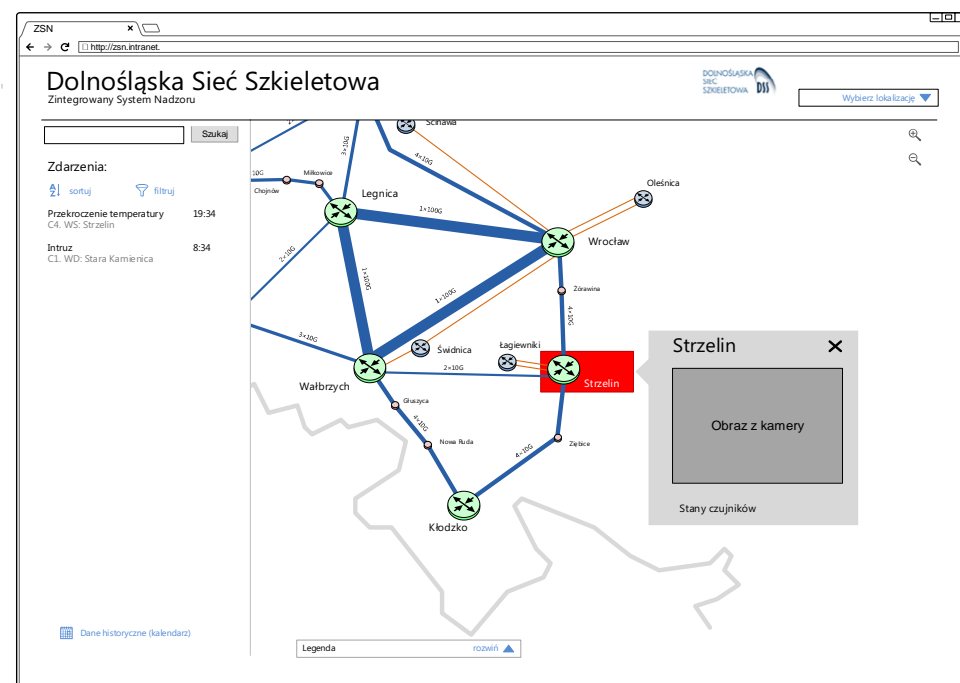 ZSN
http://zsn.intranet.
Dolnośląska Sieć Szkieletowa
Zintegrowany System Nadzoru
DOLNOŚLĄSKA
SIEĆ
SZKIELETOWA
DSS
Wybierz lokalizację
Szukaj
Zdarzenia:
sortuj
filtruj
Przekroczenie temperatury 19:34
C4. WS: Strzelin
Intruz 8:34
C1. WD: Stara Kamienica
Dane historyczne (kalendarz)
Ścinawa
3×10G
4×10G
10G
Miłkowice
Chojnów
Legnica
Oleśnica
1×100G
Wrocław
2×10G
1×100G
1×100G
Żórawina
4×10G
3×10G
Świdnica
Łagiewniki
2×10G
Strzelin
Wałbrzych
Głuszyca
4×10G
Nowa Ruda
4×10G
Ziębice
Kłodzko
Strzelin
Obraz z kamery
Stany czujników
Legenda
rozwiń